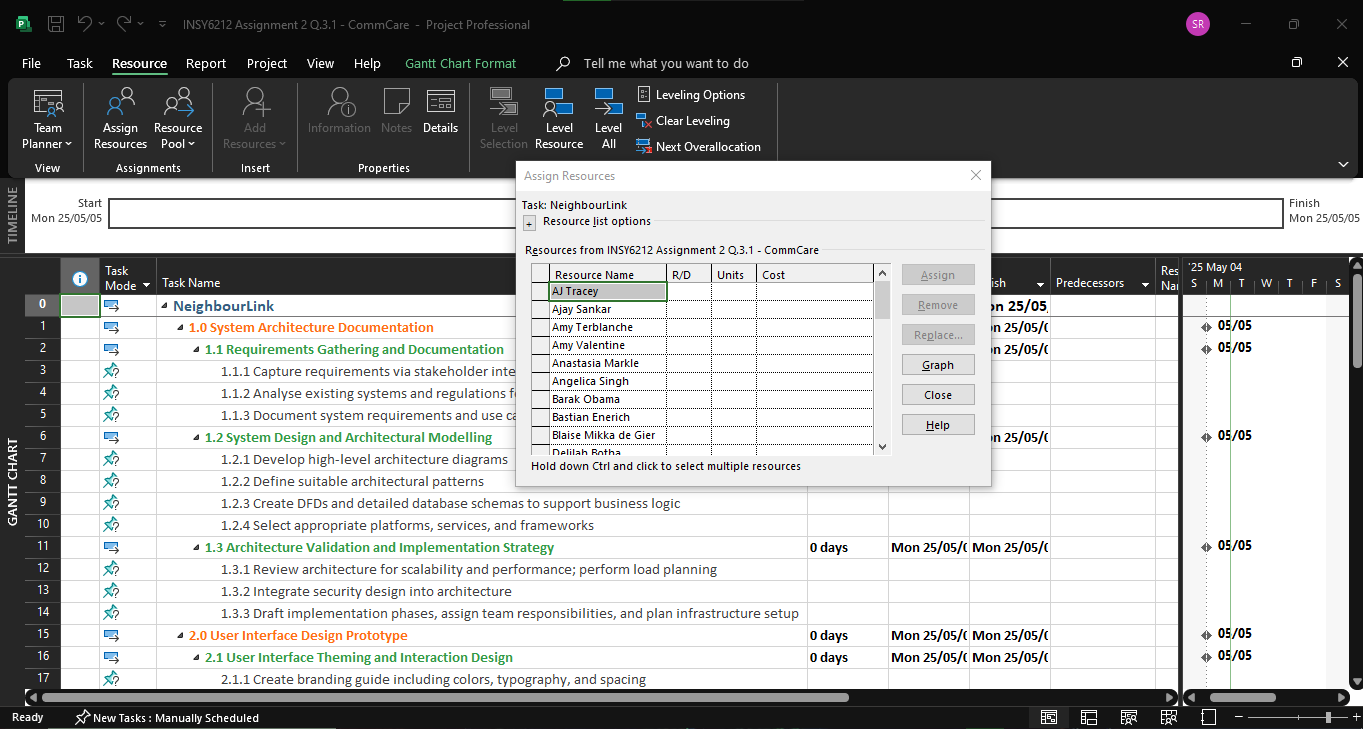 INSY6212 Assignment 2 Q.3.1 - CommCare - Project Professional
SR
File Task Resource Report Project View Help Gantt Chart Format Tell me what you want to do
Team Planner
Assign Resources
Resource Pool
Add Resources
Information
Notes
Details
Level Selection
Level Resource
Level All
Leveling Options
Clear Leveling
Next Overallocation
View Assignments Insert Properties
TIMELINE
Start
Mon 25/05/05
Finish
Mon 25/05/05
Assign Resources
Task: NeighbourLink
+ Resource list options
Resources from INSY6212 Assignment 2 Q.3.1 - CommCare
Resource Name R/D Units Cost
AJ Tracey
Ajay Sankar
Amy Terblanche
Amy Valentine
Anastasia Markle
Angelica Singh
Barak Obama
Bastian Enerich
Blaise Mikka de Gier
Delilah Botha
Assign
Remove
Replace...
Graph
Close
Help
Hold down Ctrl and click to select multiple resources
GANTT CHART
Task Mode Task Name ish Predecessors Res Nar
'25 May 04
S M T W T F S
0 NeighbourLink on 25/05,
1 1.0 System Architecture Documentation on 25/05/0 05/05
2 1.1 Requirements Gathering and Documentation on 25/05/0 05/05
3 1.1.1 Capture requirements via stakeholder inte
4 1.1.2 Analyse existing systems and regulations f
5 1.1.3 Document system requirements and use ca
6 1.2 System Design and Architectural Modelling on 25/05/0 05/05
7 1.2.1 Develop high-level architecture diagrams
8 1.2.2 Define suitable architectural patterns
9 1.2.3 Create DFDs and detailed database schemas to support business logic
10 1.2.4 Select appropriate platforms, services, and frameworks
11 1.3 Architecture Validation and Implementation Strategy 0 days Mon 25/05/0 Mon 25/05/0 05/05
12 1.3.1 Review architecture for scalability and performance; perform load planning
13 1.3.2 Integrate security design into architecture
14 1.3.3 Draft implementation phases, assign team responsibilities, and plan infrastructure setup
15 2.0 User Interface Design Prototype 0 days Mon 25/05/0 Mon 25/05/0 05/05
16 2.1 User Interface Theming and Interaction Design 0 days Mon 25/05/0 Mon 25/05/0 05/05
17 2.1.1 Create branding guide including colors, typography, and spacing
Ready New Tasks : Manually Scheduled